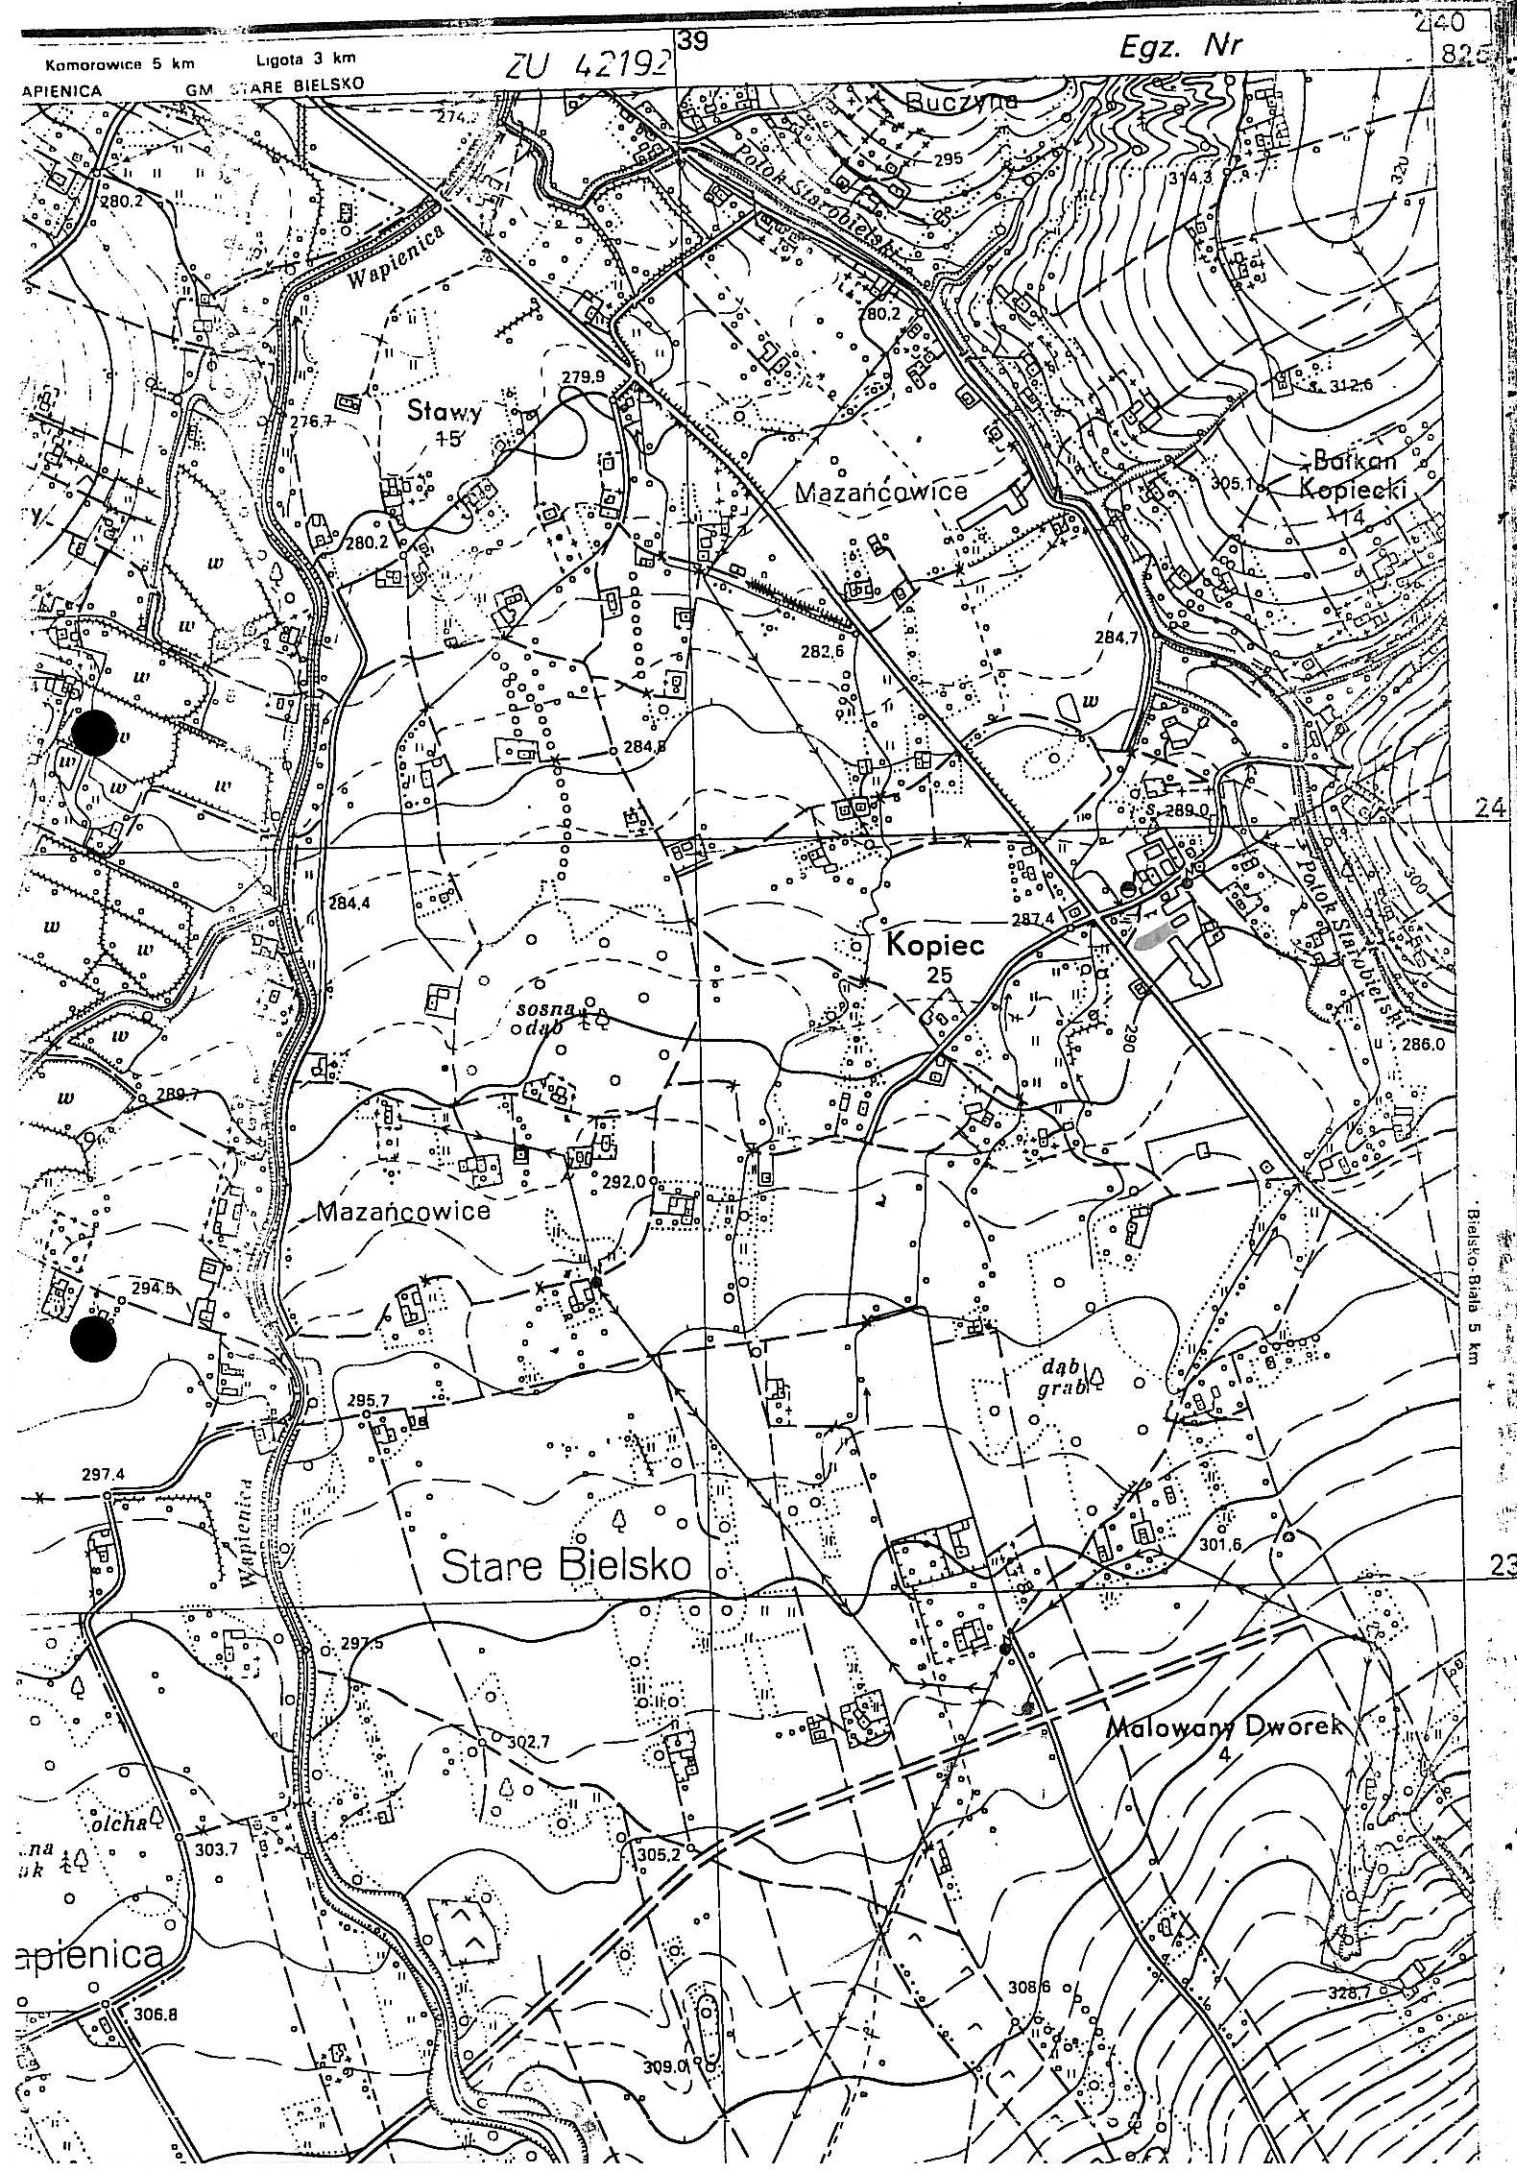 240
39
Egz. Nr
ZU 42192
825
Komorowice 5 km
Ligota 3 km
APIENICA
GM STARE BIELSKO
Buczyna
274,
295
Potok Starobielski
314,3
320
280,2
Wapienica
280,2
279,9
312,6
Stawy
15
276,7
Bałkan
Kopiecki
14
305,1
Mazańcowice
280,2
w
w
284,7
282,6
w
w
w
284,8
w
w
w
s. 289,0
24
300
284,4
287,4
w
w
Kopiec
25
Potok Starobielski
sosna
dąb
w
290
286,0
w
289,7
292,0
Mazańcowice
Bielsko-Biała 5 km
294,5
dąb
grab
295,7
297,4
Wapienica
301,6
Stare Bielsko
23
297,5
302,7
Malowany Dworek
4
olcha
303,7
305,2
na
apienica
308,6
328,7
306,8
309,0